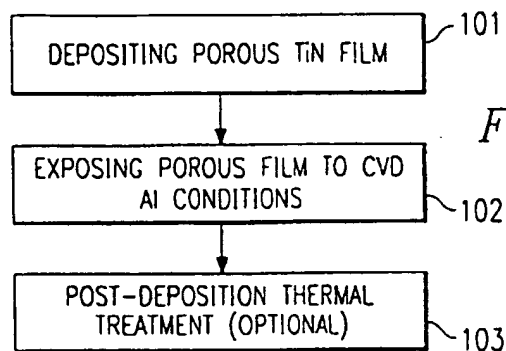 DEPOSITING POROUS TiN FILM
101
F
EXPOSING POROUS FILM TO CVD
Al CONDITIONS
102
POST-DEPOSITION THERMAL
TREATMENT (OPTIONAL)
103